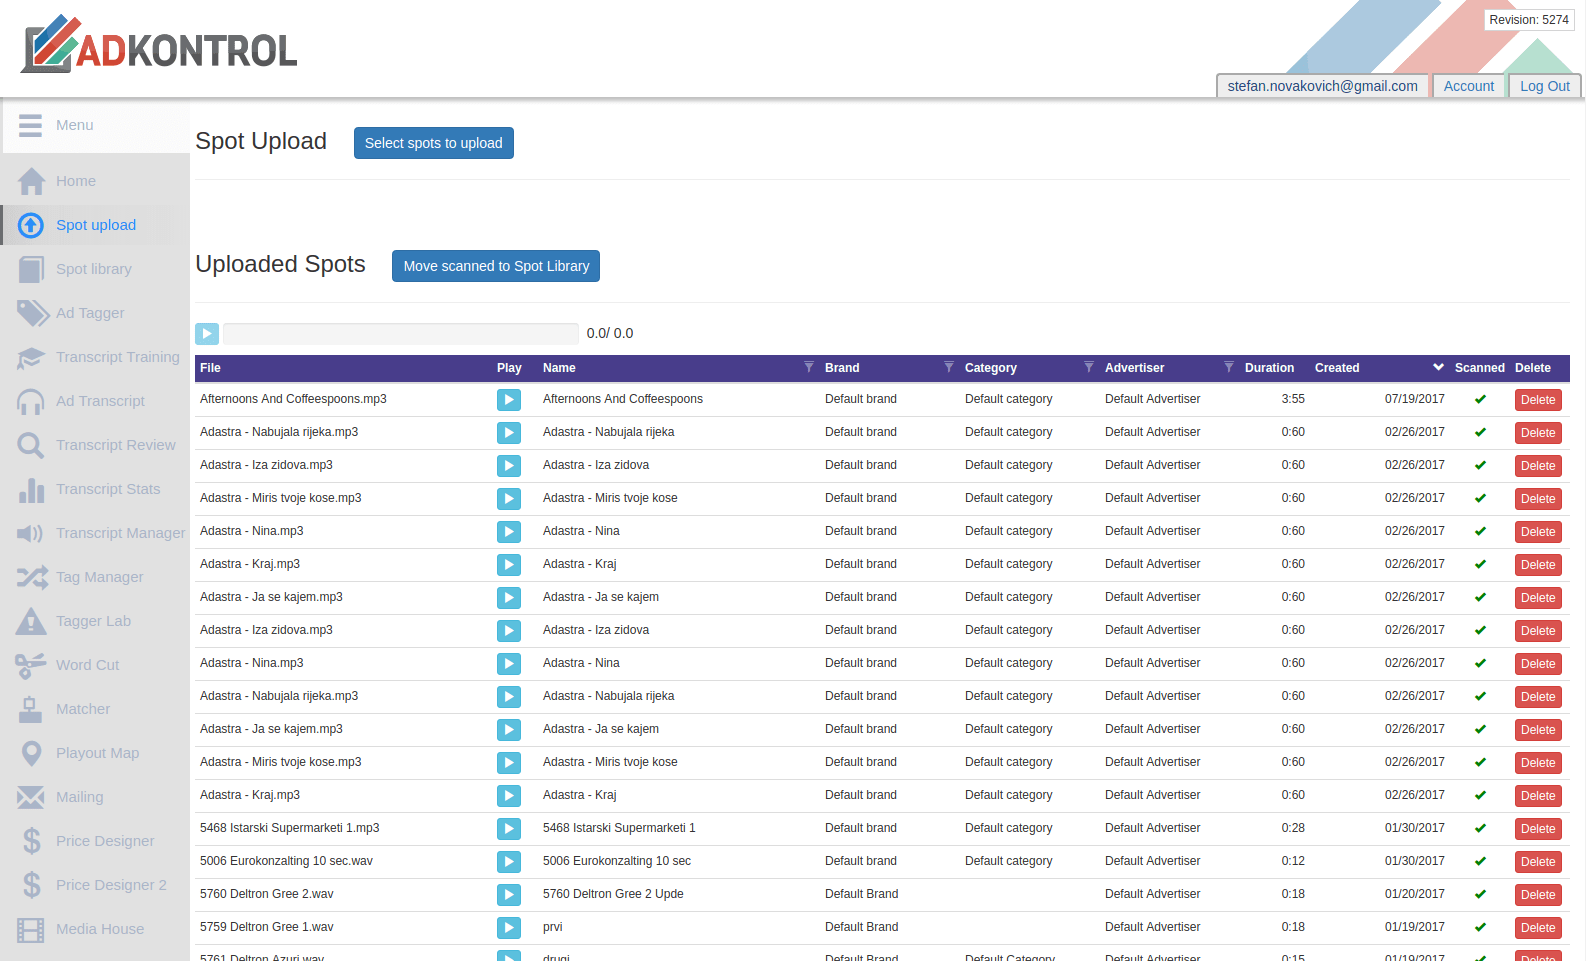 ADKONTROL
Revision: 5274
stefan.novakovich@gmail.com Account Log Out
Menu
Home
Spot upload
Spot library
Ad Tagger
Transcript Training
Ad Transcript
Transcript Review
Transcript Stats
Transcript Manager
Tag Manager
Tagger Lab
Word Cut
Matcher
Playout Map
Mailing
Price Designer
Price Designer 2
Media House
Spot Upload Select spots to upload
Uploaded Spots Move scanned to Spot Library
0.0/ 0.0
File Play Name Brand Category Advertiser Duration Created Scanned Delete
Afternoons And Coffeespoons.mp3 Afternoons And Coffeespoons Default brand Default category Default Advertiser 3:55 07/19/2017 Delete
Adastra - Nabujala rijeka.mp3 Adastra - Nabujala rijeka Default brand Default category Default Advertiser 0:60 02/26/2017 Delete
Adastra - Iza zidova.mp3 Adastra - Iza zidova Default brand Default category Default Advertiser 0:60 02/26/2017 Delete
Adastra - Miris tvoje kose.mp3 Adastra - Miris tvoje kose Default brand Default category Default Advertiser 0:60 02/26/2017 Delete
Adastra - Nina.mp3 Adastra - Nina Default brand Default category Default Advertiser 0:60 02/26/2017 Delete
Adastra - Kraj.mp3 Adastra - Kraj Default brand Default category Default Advertiser 0:60 02/26/2017 Delete
Adastra - Ja se kajem.mp3 Adastra - Ja se kajem Default brand Default category Default Advertiser 0:60 02/26/2017 Delete
Adastra - Iza zidova.mp3 Adastra - Iza zidova Default brand Default category Default Advertiser 0:60 02/26/2017 Delete
Adastra - Nina.mp3 Adastra - Nina Default brand Default category Default Advertiser 0:60 02/26/2017 Delete
Adastra - Nabujala rijeka.mp3 Adastra - Nabujala rijeka Default brand Default category Default Advertiser 0:60 02/26/2017 Delete
Adastra - Ja se kajem.mp3 Adastra - Ja se kajem Default brand Default category Default Advertiser 0:60 02/26/2017 Delete
Adastra - Miris tvoje kose.mp3 Adastra - Miris tvoje kose Default brand Default category Default Advertiser 0:60 02/26/2017 Delete
Adastra - Kraj.mp3 Adastra - Kraj Default brand Default category Default Advertiser 0:60 02/26/2017 Delete
5468 Istarski Supermarketi 1.mp3 5468 Istarski Supermarketi 1 Default brand Default category Default Advertiser 0:28 01/30/2017 Delete
5006 Eurokonzalting 10 sec.wav 5006 Eurokonzalting 10 sec Default brand Default category Default Advertiser 0:12 01/30/2017 Delete
5760 Deltron Gree 2.wav 5760 Deltron Gree 2 Upde Default Brand Default Advertiser 0:18 01/20/2017 Delete
5759 Deltron Gree 1.wav prvi Default Brand Default Advertiser 0:18 01/19/2017 Delete
5761 Deltron Azuri.wav drugi Default Brand Default Category Default Advertiser 0:15 01/19/2017 Delete